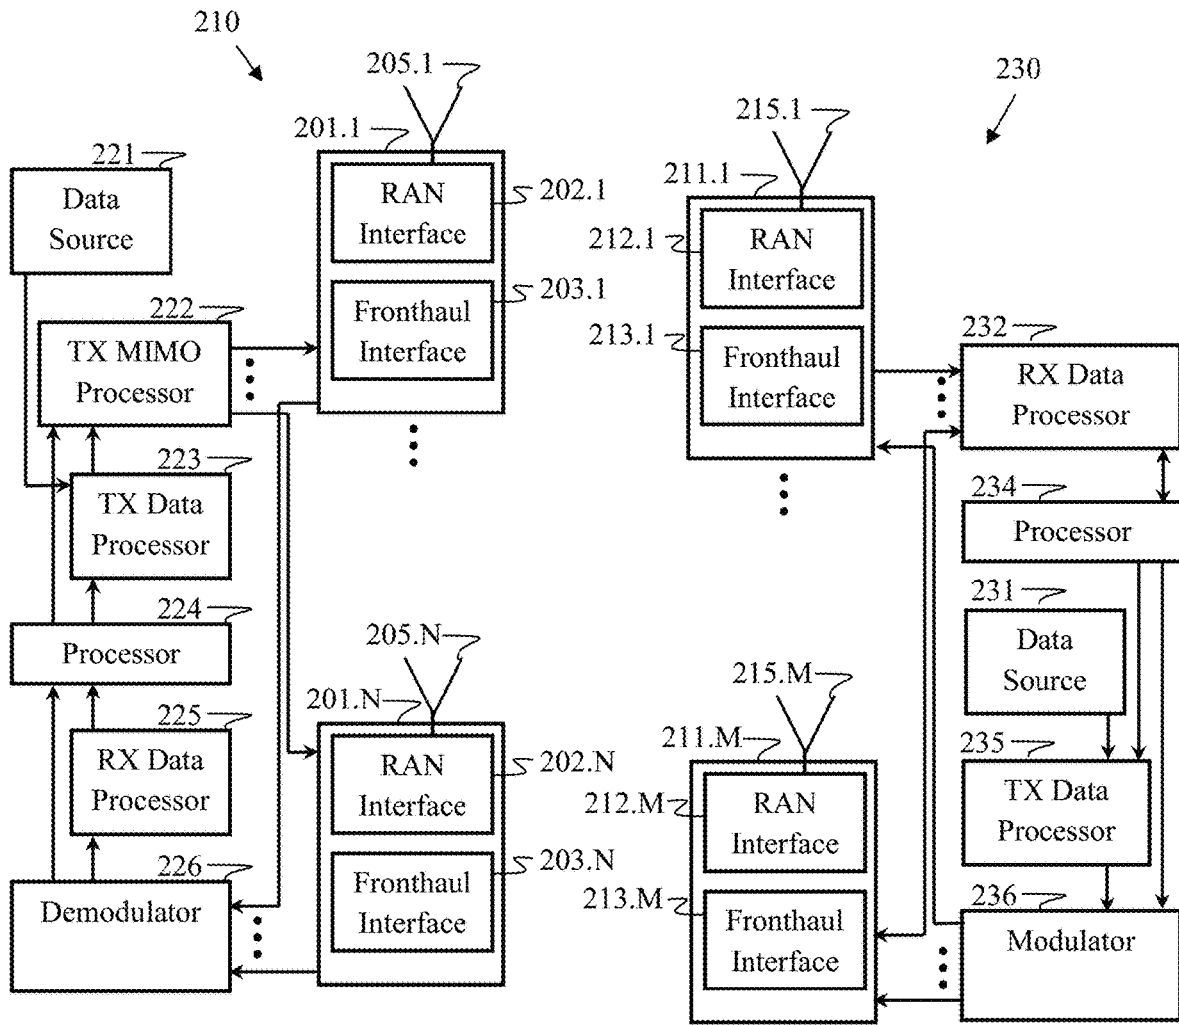 210
205.1
201.1
RAN
Interface
202.1
Fronthaul
Interface
203.1
221
Data
Source
222
TX MIMO
Processor
223
TX Data
Processor
224
Processor
225
RX Data
Processor
226
Demodulator
205.N
201.N
RAN
Interface
202.N
Fronthaul
Interface
203.N
230
215.1
211.1
RAN
Interface
212.1
Fronthaul
Interface
213.1
232
RX Data
Processor
234
Processor
231
Data
Source
235
TX Data
Processor
236
Modulator
215.M
211.M
RAN
Interface
212.M
Fronthaul
Interface
213.M